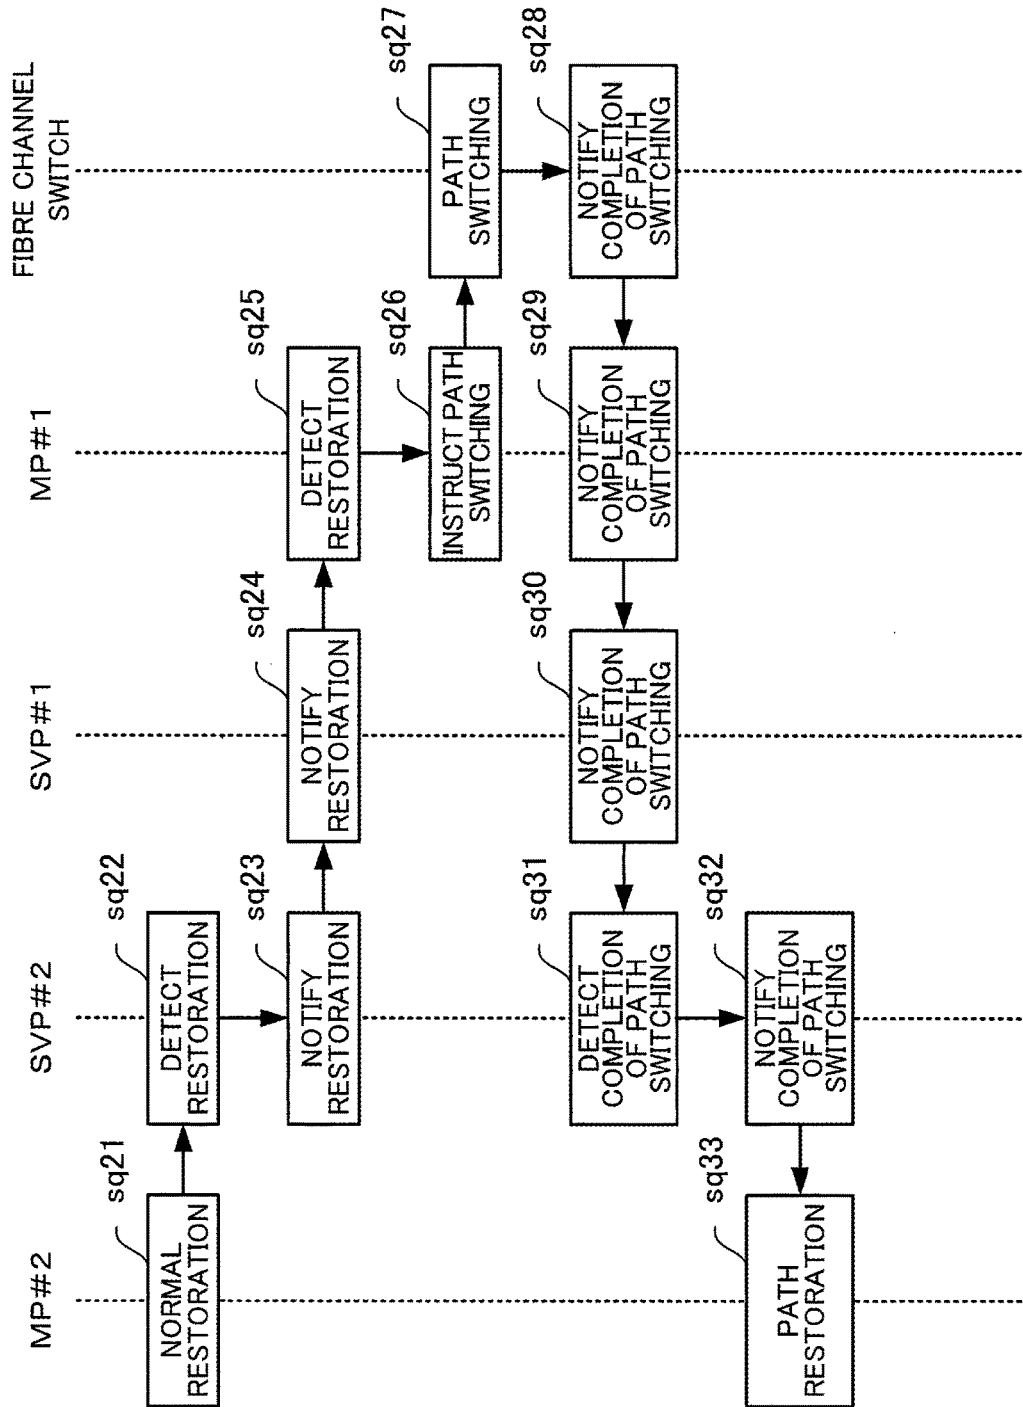 MP#2
SVP#2
SVP#1
MP#1
FIBRE CHANNEL
SWITCH
sq21
NORMAL
RESTORATION
sq22
DETECT
RESTORATION
sq23
NOTIFY
RESTORATION
sq24
NOTIFY
RESTORATION
sq25
DETECT
RESTORATION
sq26
INSTRUCT PATH
SWITCHING
sq27
PATH
SWITCHING
sq28
NOTIFY
COMPLETION
OF PATH
SWITCHING
sq29
NOTIFY
COMPLETION
OF PATH
SWITCHING
sq30
NOTIFY
COMPLETION
OF PATH
SWITCHING
sq31
DETECT
COMPLETION
OF PATH
SWITCHING
sq32
NOTIFY
COMPLETION
OF PATH
SWITCHING
sq33
PATH
RESTORATION